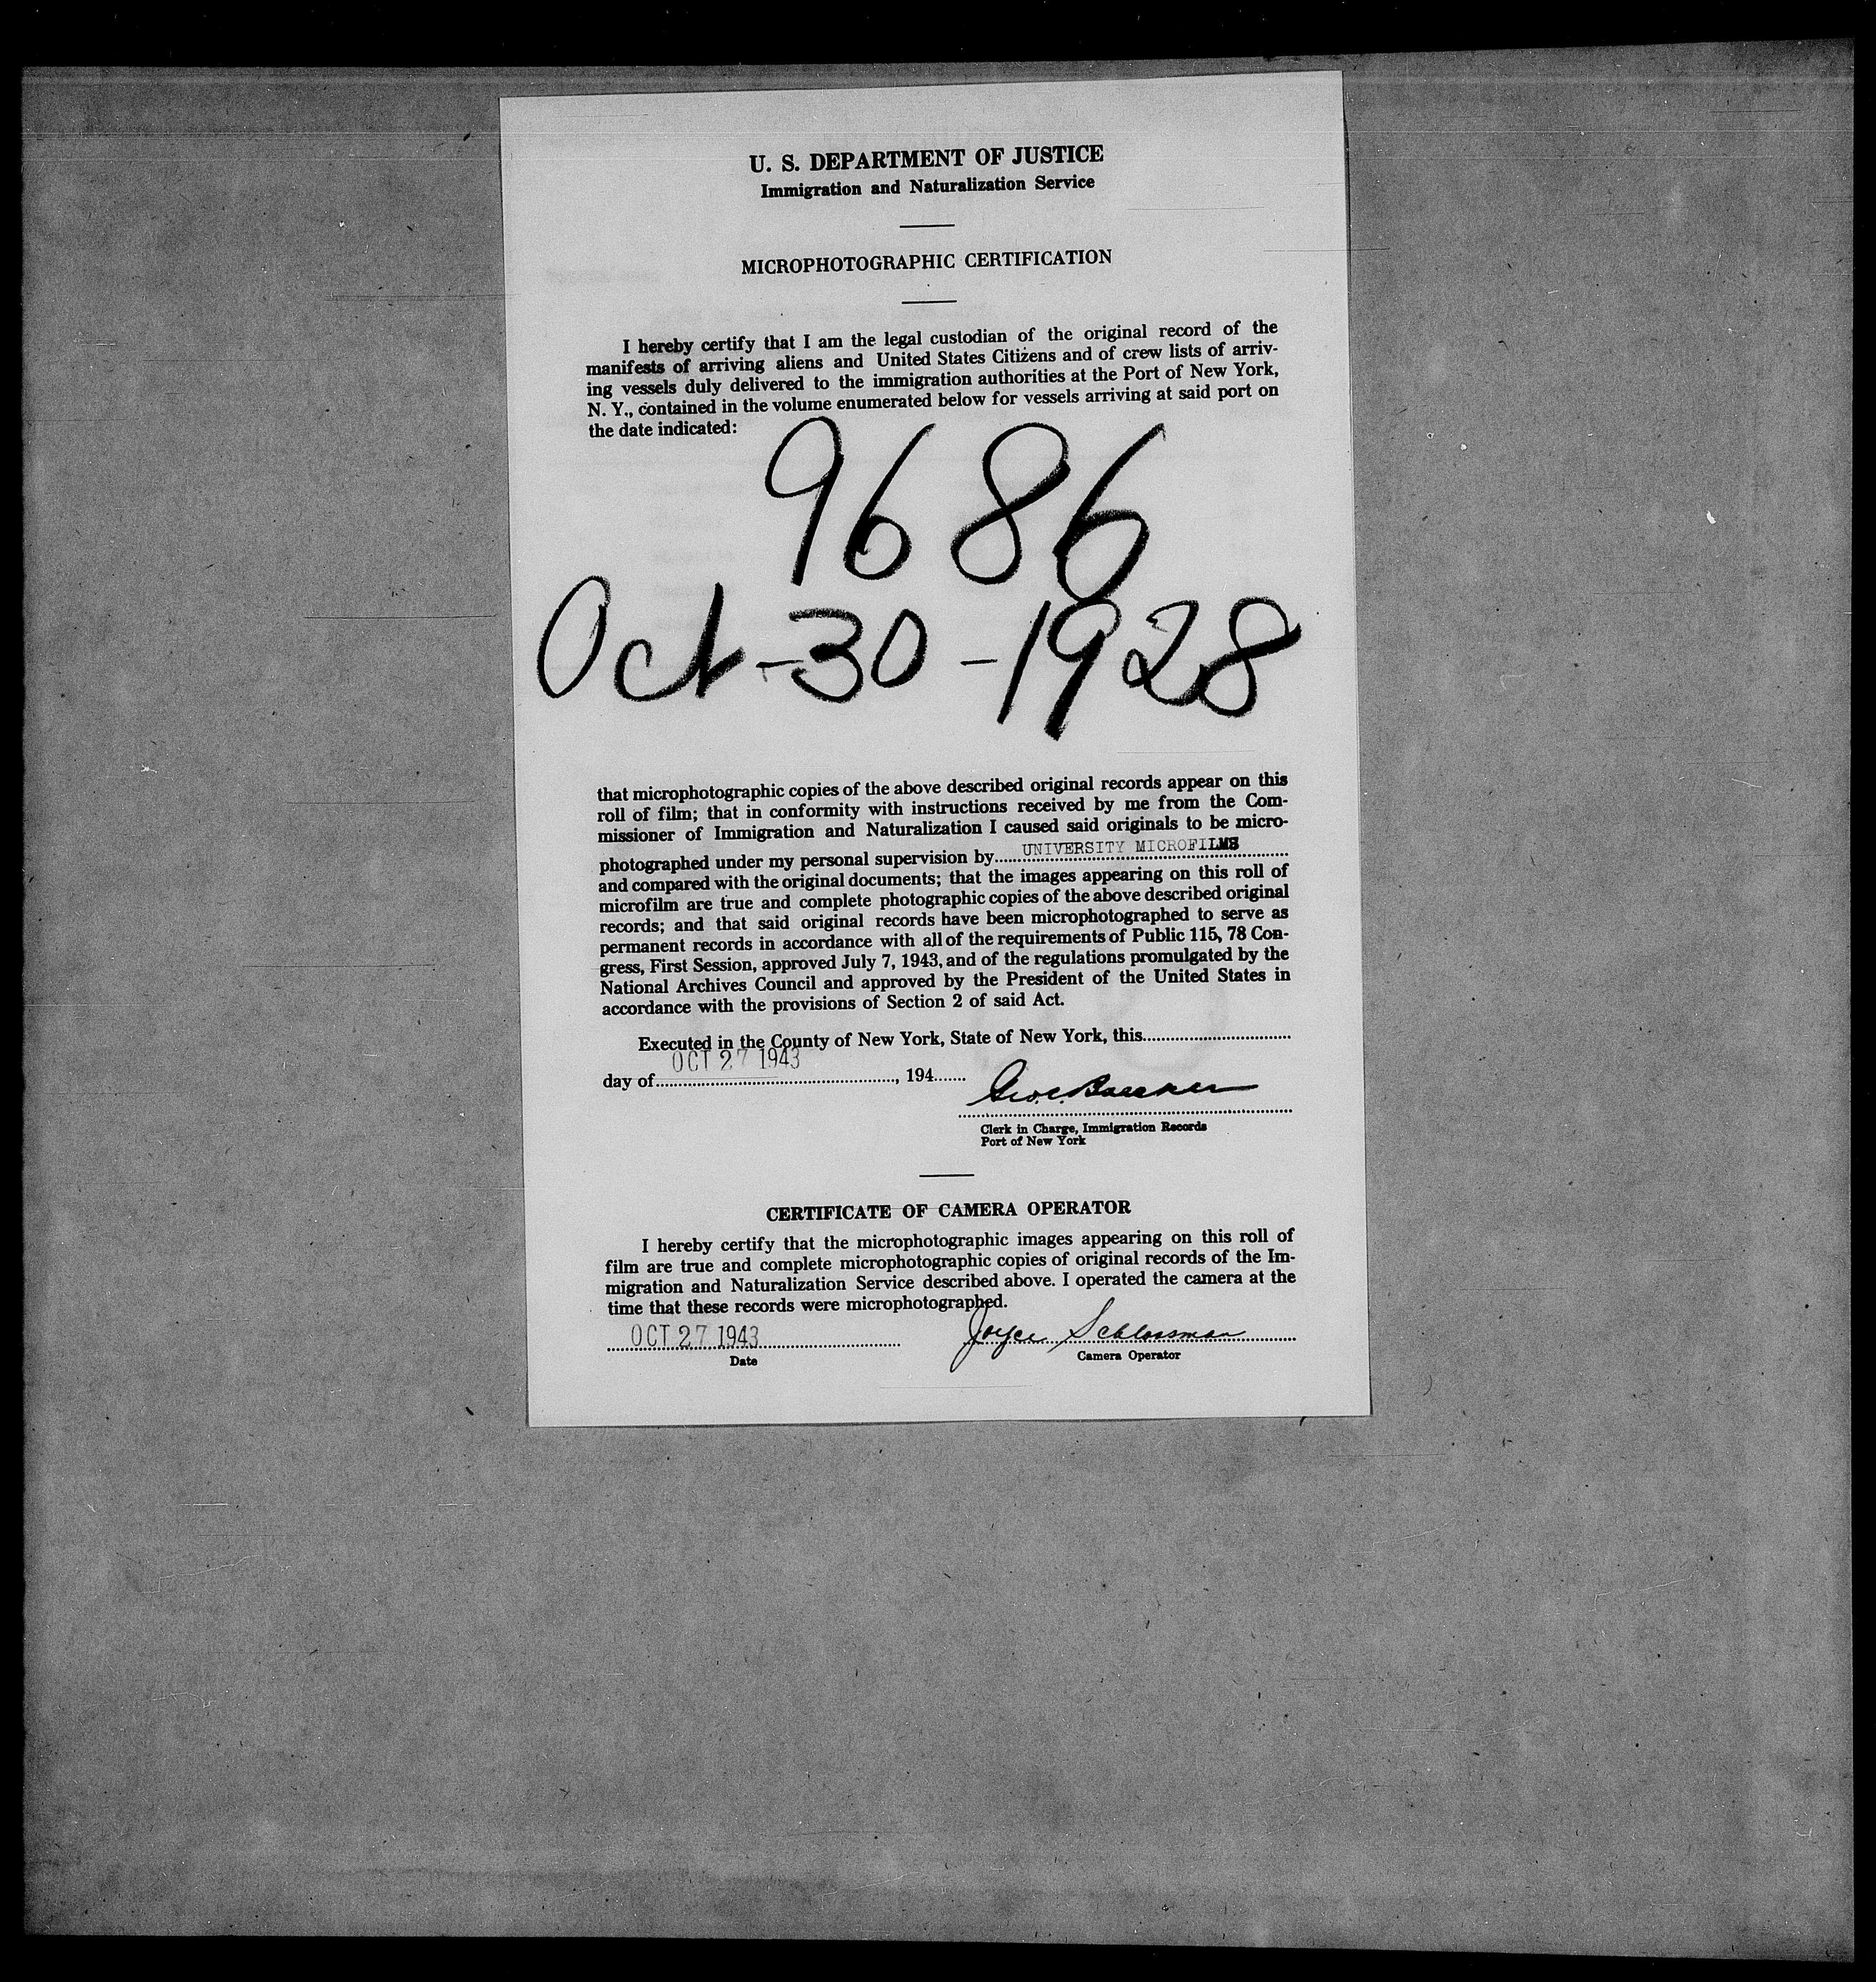 U. S. DEPARTMENT OF JUSTICE
Immigration and Naturalization Service
MICROPHOTOGRAPHIC CERTIFICATION
I hereby certify that I am the legal custodian of the original record of the
manifests of arriving aliens and United States Citizens and of crew lists of arriv-
ing vessels duly delivered to the immigration authorities at the Port of New York,
N. Y., contained in the volume enumerated below for vessels arriving at said port on
the date indicated:
9686
Oct-30-1928
that microphotographic copies of the above described original records appear on this
roll of film; that in conformity with instructions received by me from the Com-
missioner of Immigration and Naturalization I caused said originals to be micro-
photographed under my personal supervision by UNIVERSITY MICROFILMS
and compared with the original documents; that the images appearing on this roll of
microfilm are true and complete photographic copies of the above described original
records; and that said original records have been microphotographed to serve as
permanent records in accordance with all of the requirements of Public 115, 78 Con-
gress, First Session, approved July 7, 1943, and of the regulations promulgated by the
National Archives Council and approved by the President of the United States in
accordance with the provisions of Section 2 of said Act.
Executed in the County of New York, State of New York, this
OCT 27 1943
day of, 194
Geo.
Clerk in Charge, Immigration Records
Port of New York
CERTIFICATE OF CAMERA OPERATOR
I hereby certify that the microphotographic images appearing on this roll of
film are true and complete microphotographic copies of original records of the Im-
migration and Naturalization Service described above. I operated the camera at the
time that these records were microphotographed.
OCT 27 1943 Joyce Schlossman
Date Camera Operator